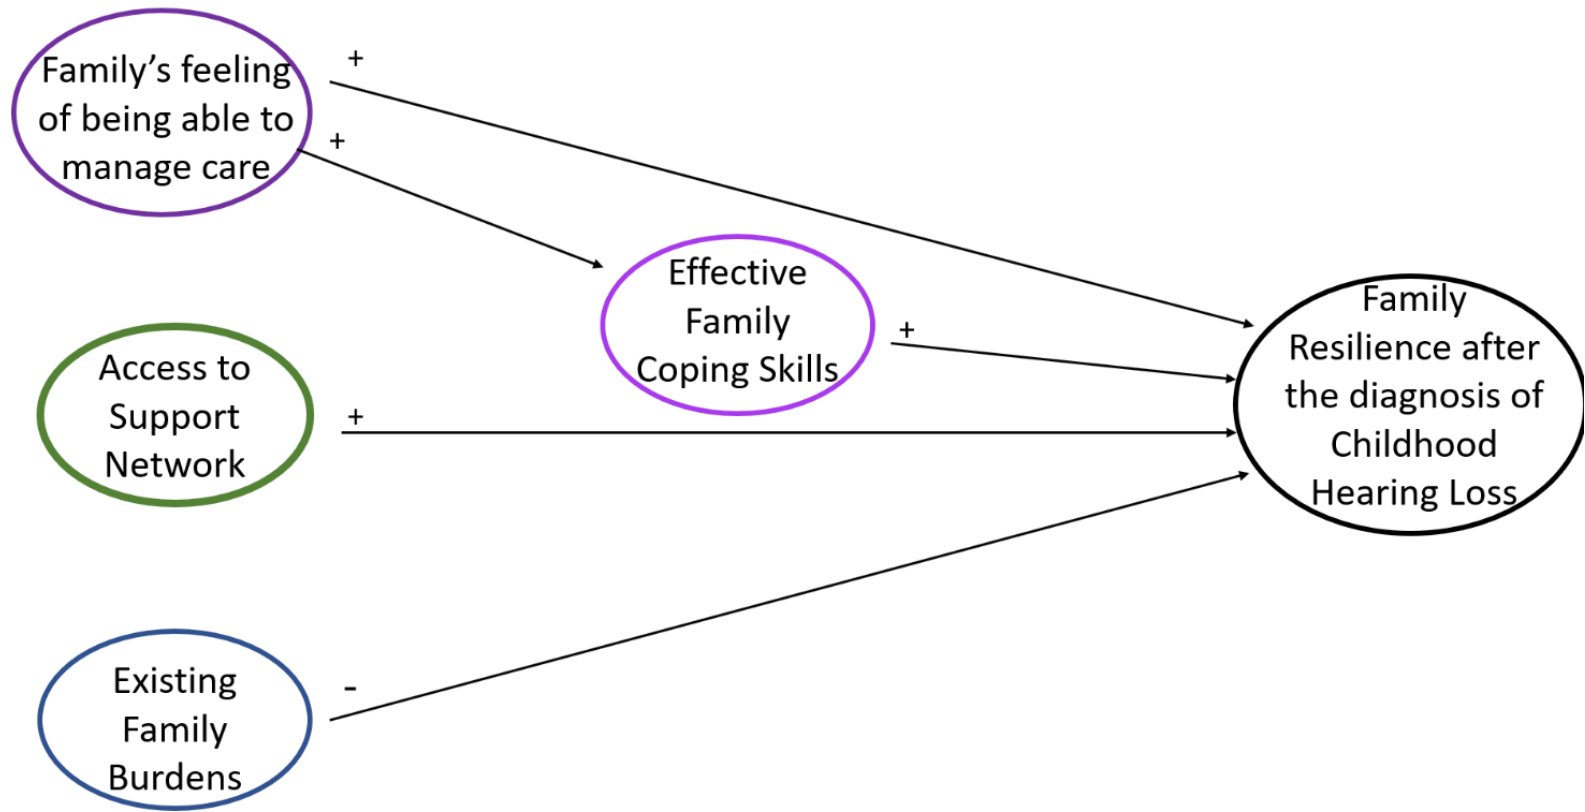 Family’s feeling
of being able to
manage care
+
+
Effective
Family
Coping Skills
+
Access to
Support
Network
+
Existing
Family
Burdens
-
Family
Resilience after
the diagnosis of
Childhood
Hearing Loss